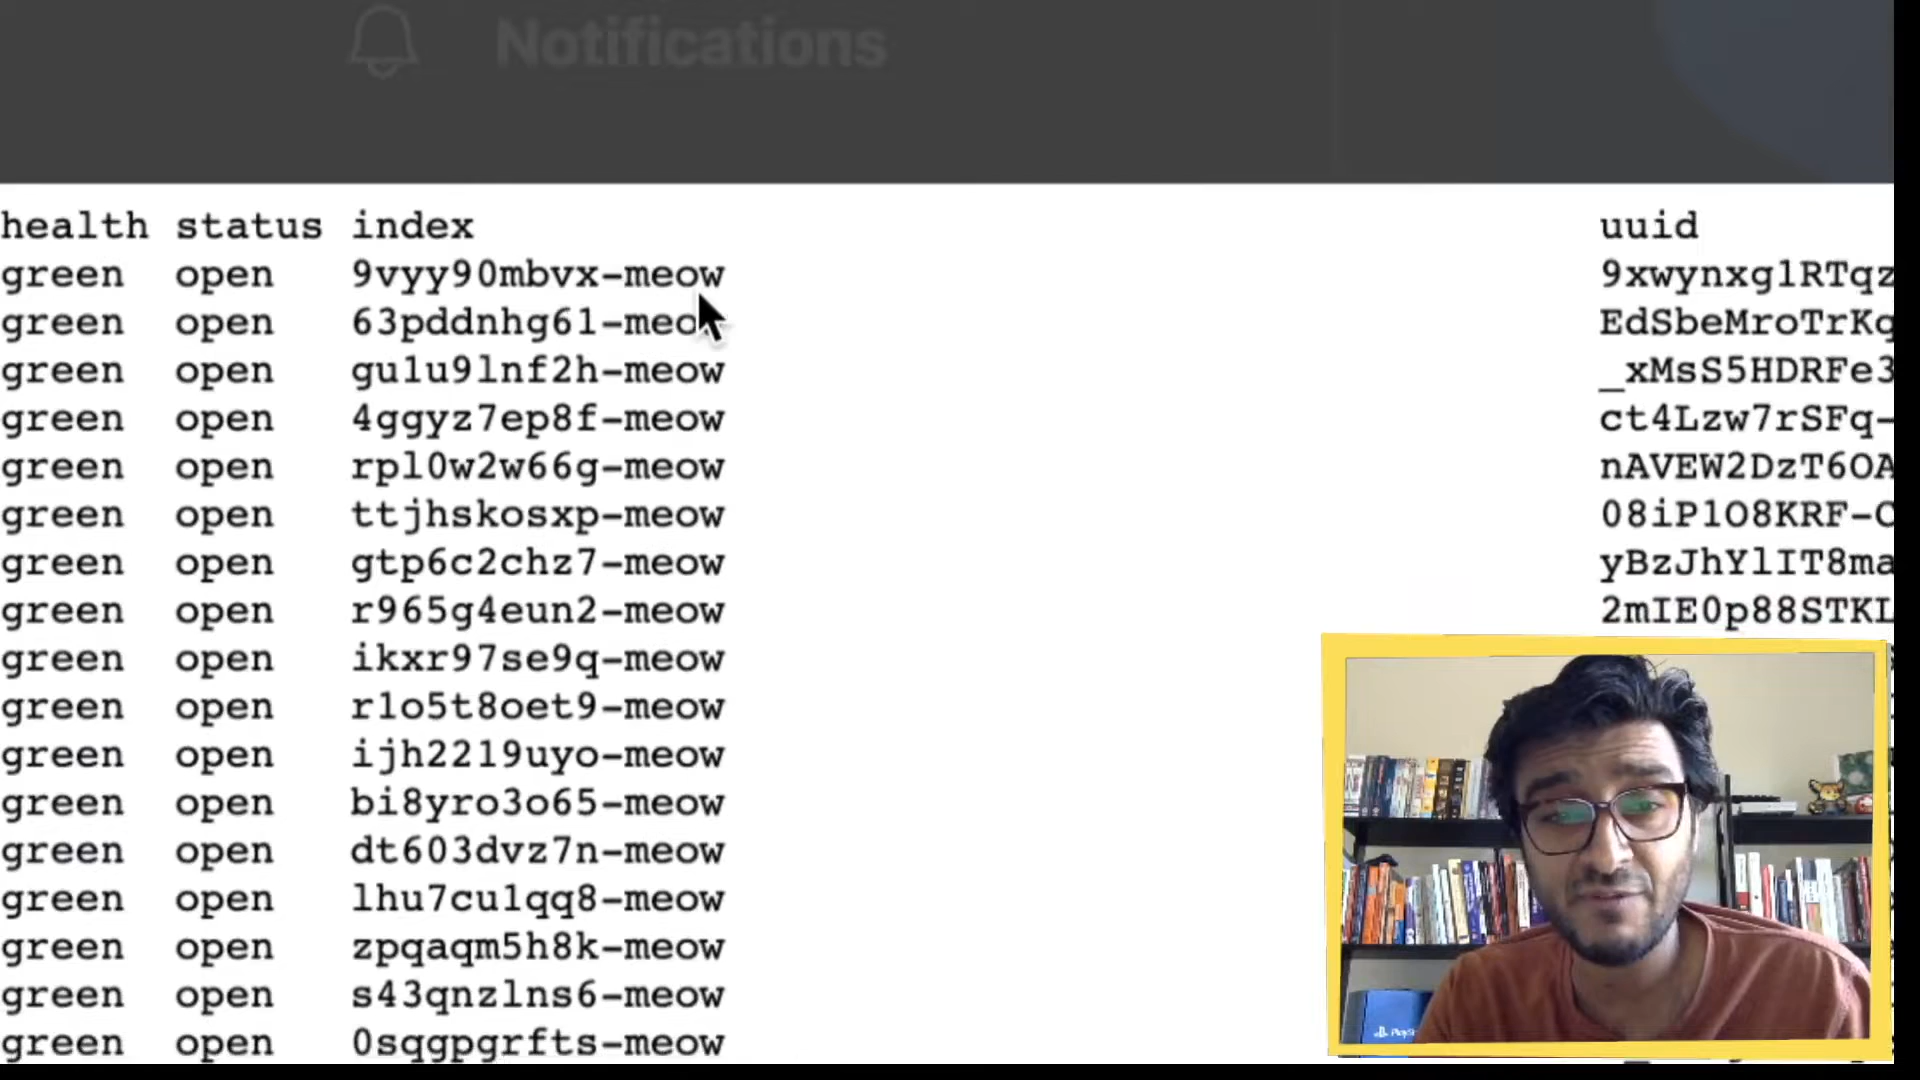 Notifications
health status index uuid
green open 9vyy90mbvx-meow 9xwynxglRTqz
green open 63pddnhg61-meo EdSbeMroTrKg
green open gu1u9lnf2h-meow _xMsS5HDRFe3
green open 4ggyz7ep8f-meow ct4Lzw7rSFq-
green open rpl0w2w66g-meow nAVEW2DzT6OA
green open ttjhskosxp-meow 08iP1O8KRF-C
green open gtp6c2chz7-meow yBzJhYlIT8ma
green open r965g4eun2-meow 2mIE0p88STKL
green open ikxr97se9q-meow
green open r1o5t8oet9-meow
green open ijh2219uyo-meow
green open bi8yro3o65-meow
green open dt603dvz7n-meow
green open lhu7cu1qq8-meow
green open zpqaqm5h8k-meow
green open s43qnzlns6-meow
green open 0sqgpgrfts-meow